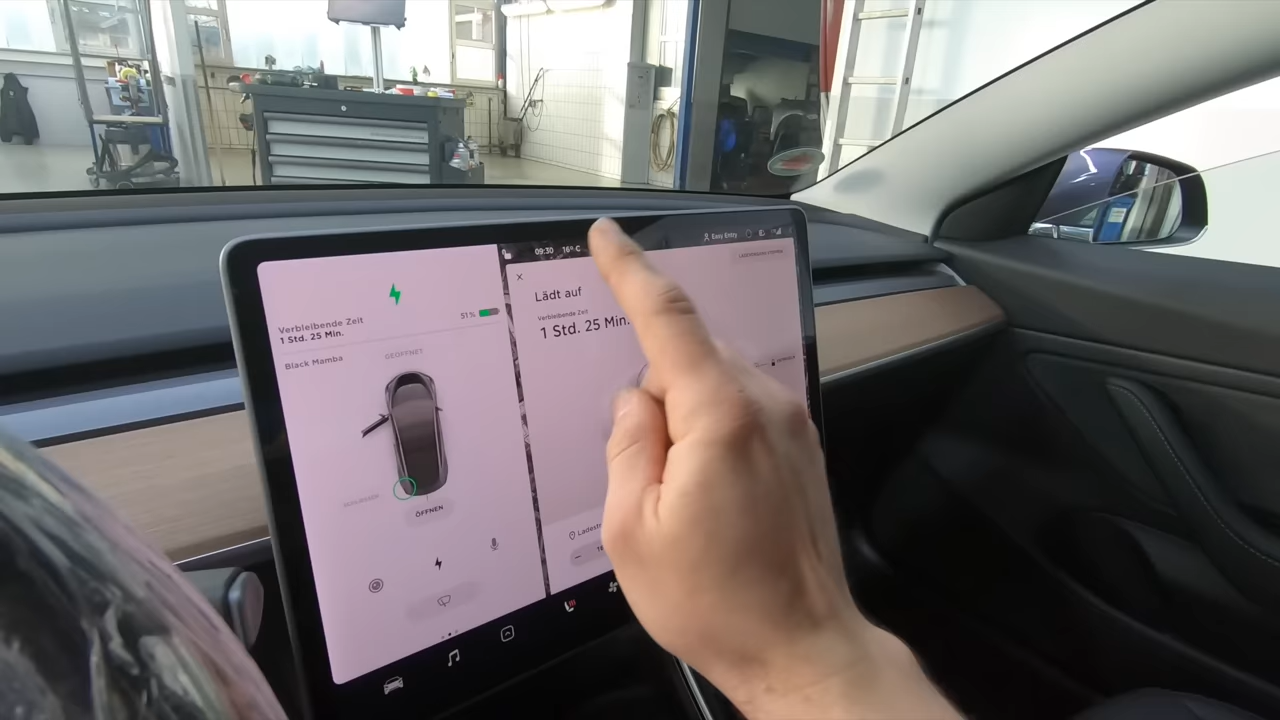 09:30 16° C
Easy Entry
51 %
Verbleibende Zeit
1 Std. 25 Min.
Black Mamba
GEÖFFNET
ÖFFNEN
Lädt auf
Verbleibende Zeit
1 Std. 25 Min.